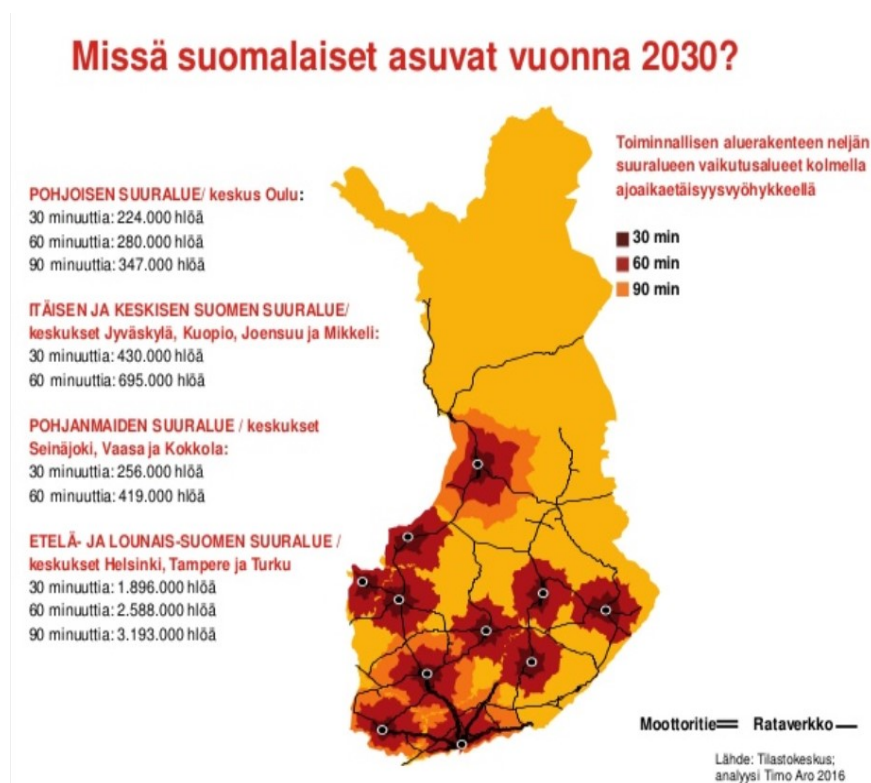 Missä suomalaiset asuvat vuonna 2030?
POHJOISEN SUURALUE/ keskus Oulu:
30 minuuttia: 224.000 hlöä
60 minuuttia: 280.000 hlöä
90 minuuttia: 347.000 hlöä
ITÄISEN JA KESKISEN SUOMEN SUURALUE/
keskukset Jyväskylä, Kuopio, Joensuu ja Mikkeli:
30 minuuttia: 430.000 hlöä
60 minuuttia: 695.000 hlöä
POHJANMAIDEN SUURALUE / keskukset
Seinäjoki, Vaasa ja Kokkola:
30 minuuttia: 256.000 hlöä
60 minuuttia: 419.000 hlöä
ETELÄ- JA LOUNAIS-SUOMEN SUURALUE /
keskukset Helsinki, Tampere ja Turku
30 minuuttia: 1.896.000 hlöä
60 minuuttia: 2.588.000 hlöä
90 minuuttia: 3.193.000 hlöä
Toiminnallisen aluerakenteen neljän
suuralueen vaikutusalueet kolmella
ajoaikaetäisyysvyöhykkeellä
30 min
60 min
90 min
Moottoritie Rataverkko
Lähde: Tilastokeskus;
analyysi Timo Aro 2016